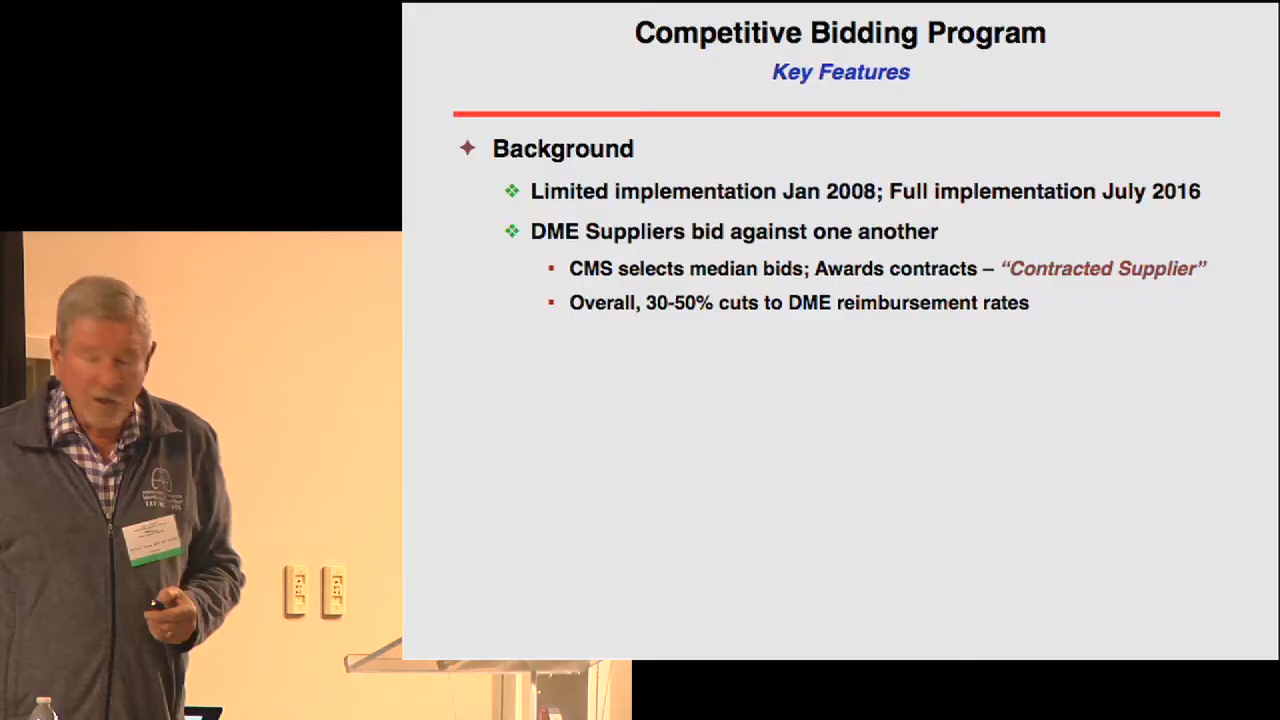 Competitive Bidding Program
Key Features
Background
Limited implementation Jan 2008; Full implementation July 2016
DME Suppliers bid against one another
CMS selects median bids; Awards contracts – “Contracted Supplier”
Overall, 30-50% cuts to DME reimbursement rates